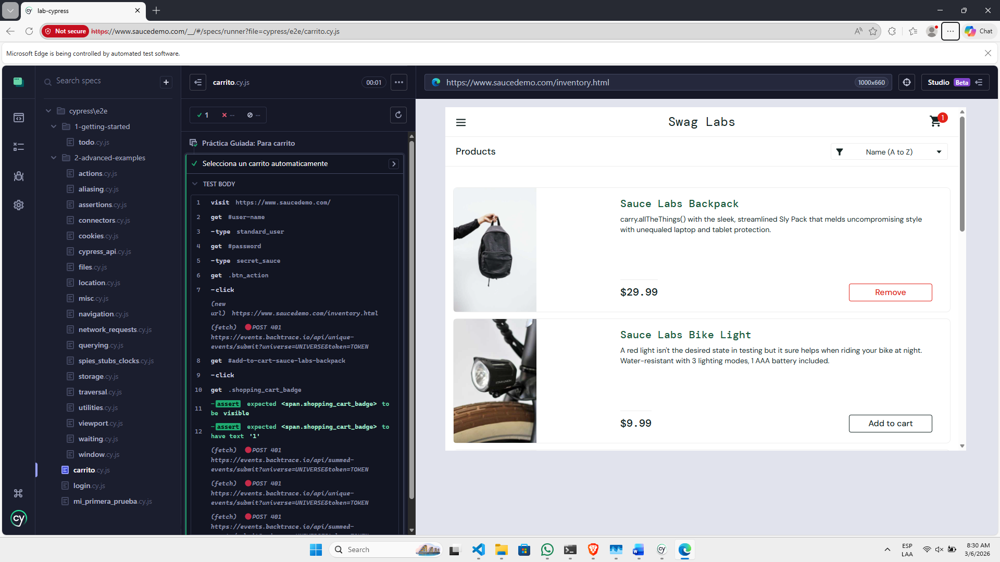 lab-cypress
Not secure
https://www.saucedemo.com/__/#/specs/runner?file=cypress/e2e/carrito.cy.js
Chat
Microsoft Edge is being controlled by automated test software.
Search specs
cypress\e2e
1-getting-started
todo.cy.js
2-advanced-examples
actions.cy.js
aliasing.cy.js
assertions.cy.js
connectors.cy.js
cookies.cy.js
cypress_api.cy.js
files.cy.js
location.cy.js
misc.cy.js
navigation.cy.js
network_requests.cy.js
querying.cy.js
spies_stubs_clocks.cy.js
storage.cy.js
traversal.cy.js
utilities.cy.js
viewport.cy.js
waiting.cy.js
window.cy.js
carrito.cy.js
login.cy.js
mi_primera_prueba.cy.js
cy
carrito.cy.js
00:01
1 -- --
Práctica Guiada: Para carrito
Selecciona un carrito automaticamente
TEST BODY
1 visit https://www.saucedemo.com/
2 get #user-name
3 -type standard_user
4 get #password
5 -type secret_sauce
6 get .btn_action
7 -click
(new
url) https://www.saucedemo.com/inventory.html
(fetch) POST 401
https://events.backtrace.io/api/unique-
events/submit?universe=UNIVERSE&token=TOKEN
8 get #add-to-cart-sauce-labs-backpack
9 -click
10 get .shopping_cart_badge
11 -assert expected <span.shopping_cart_badge> to
be visible
12 -assert expected <span.shopping_cart_badge> to
have text '1'
(fetch) POST 401
https://events.backtrace.io/api/summed-
events/submit?universe=UNIVERSE&token=TOKEN
(fetch) POST 401
https://events.backtrace.io/api/unique-
events/submit?universe=UNIVERSE&token=TOKEN
(fetch) POST 401
https://events.backtrace.io/api/summed-
events/submit?universe=UNIVERSE&token=TOKEN
https://www.saucedemo.com/inventory.html
1000x660
Studio Beta
Swag Labs
1
Products
Name (A to Z)
Sauce Labs Backpack
carry.allTheThings() with the sleek, streamlined Sly Pack that melds uncompromising style
with unequaled laptop and tablet protection.
$29.99
Remove
Sauce Labs Bike Light
A red light isn't the desired state in testing but it sure helps when riding your bike at night.
Water-resistant with 3 lighting modes, 1 AAA battery included.
$9.99
Add to cart
Search
ESP
LAA
8:30 AM
3/6/2026